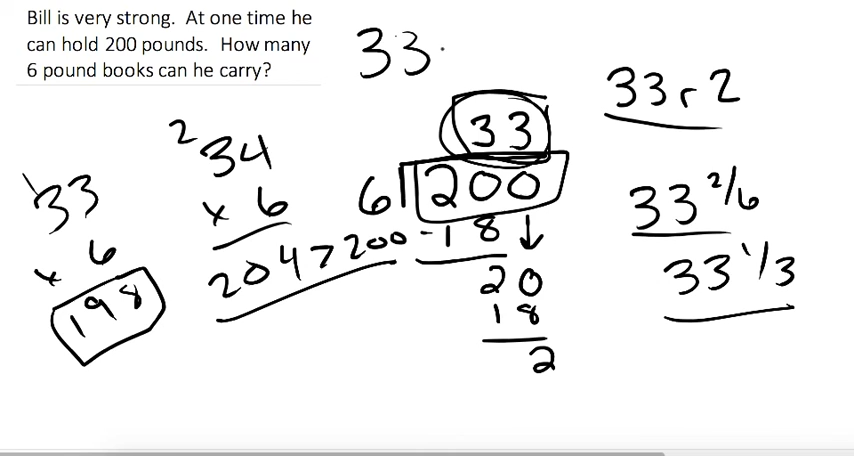 Bill is very strong. At one time he
can hold 200 pounds. How many
6 pound books can he carry?
33.
33 r 2
33
2
34
x 6
204 > 200
33
x 6
198
6 200
- 18 ↓
20
18
2
33 2/6
33 1/3